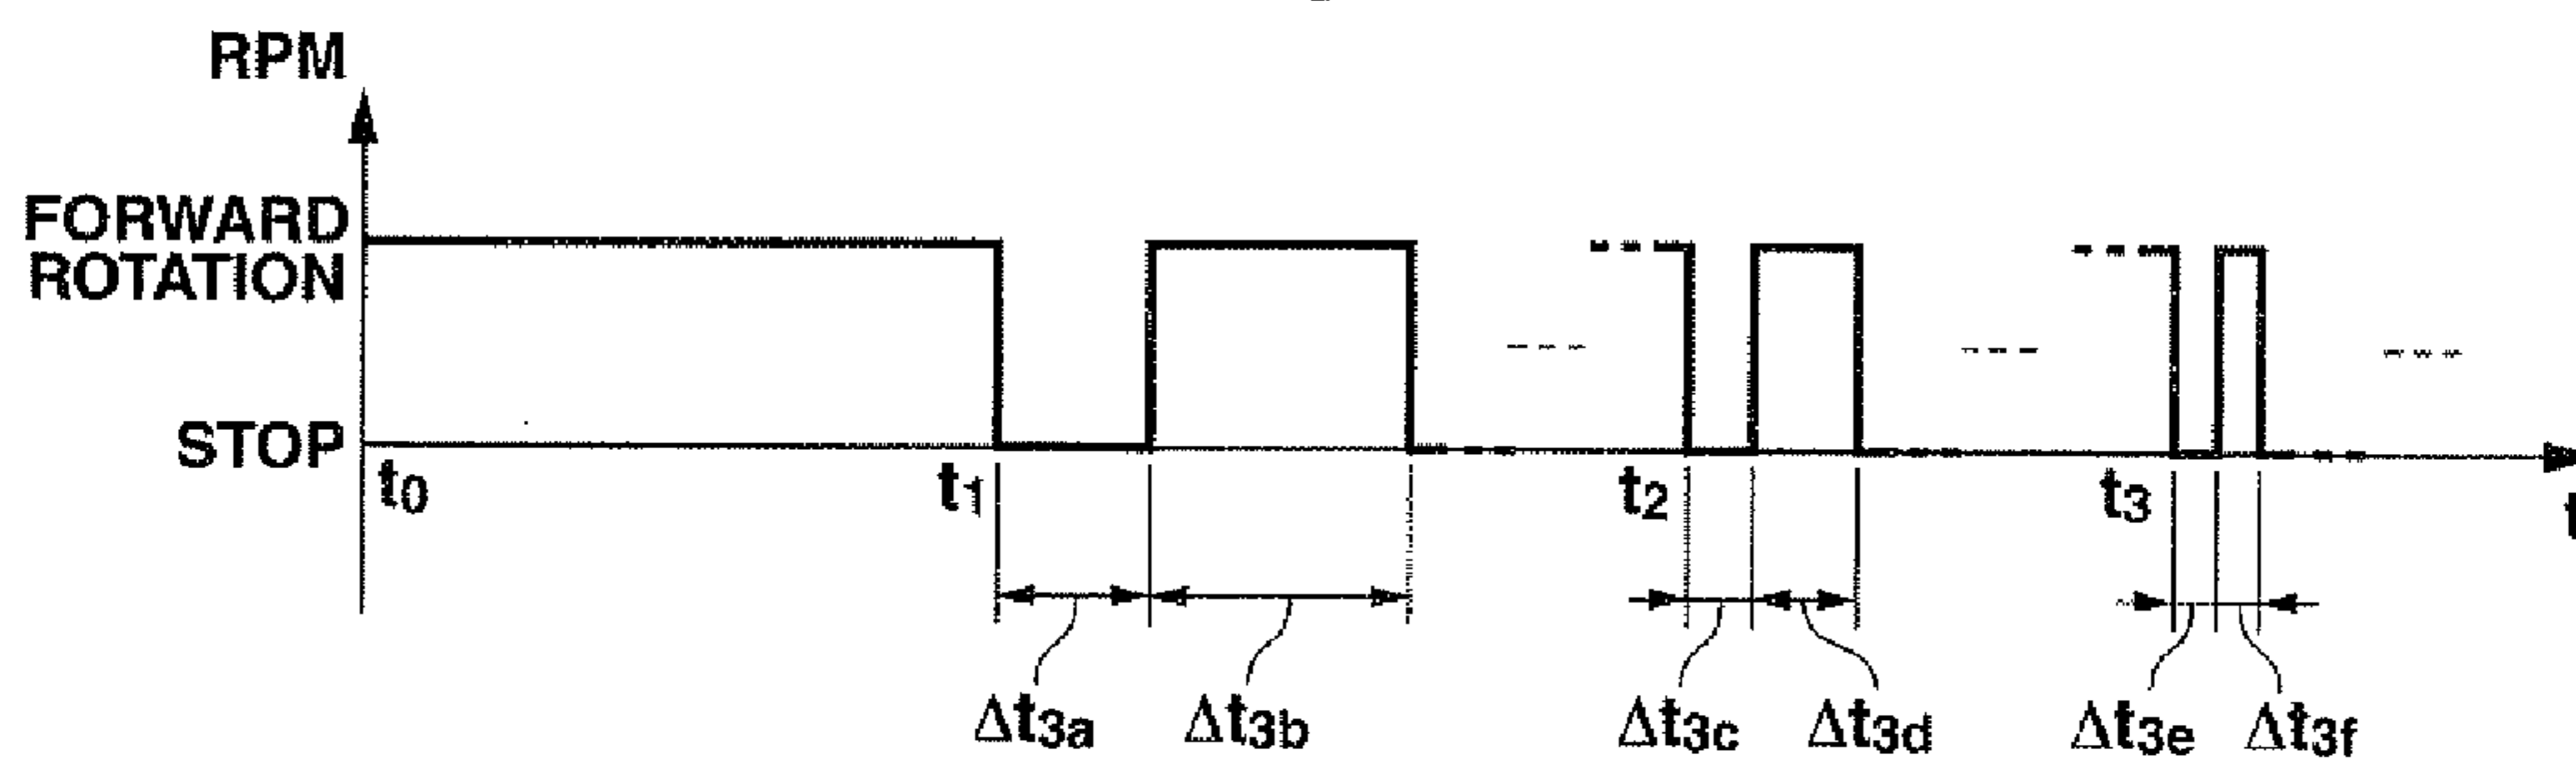 RPM
FORWARD
ROTATION
STOP
t0 t1 t2 t3 t
Δt3a Δt3b Δt3c Δt3d Δt3e Δt3f